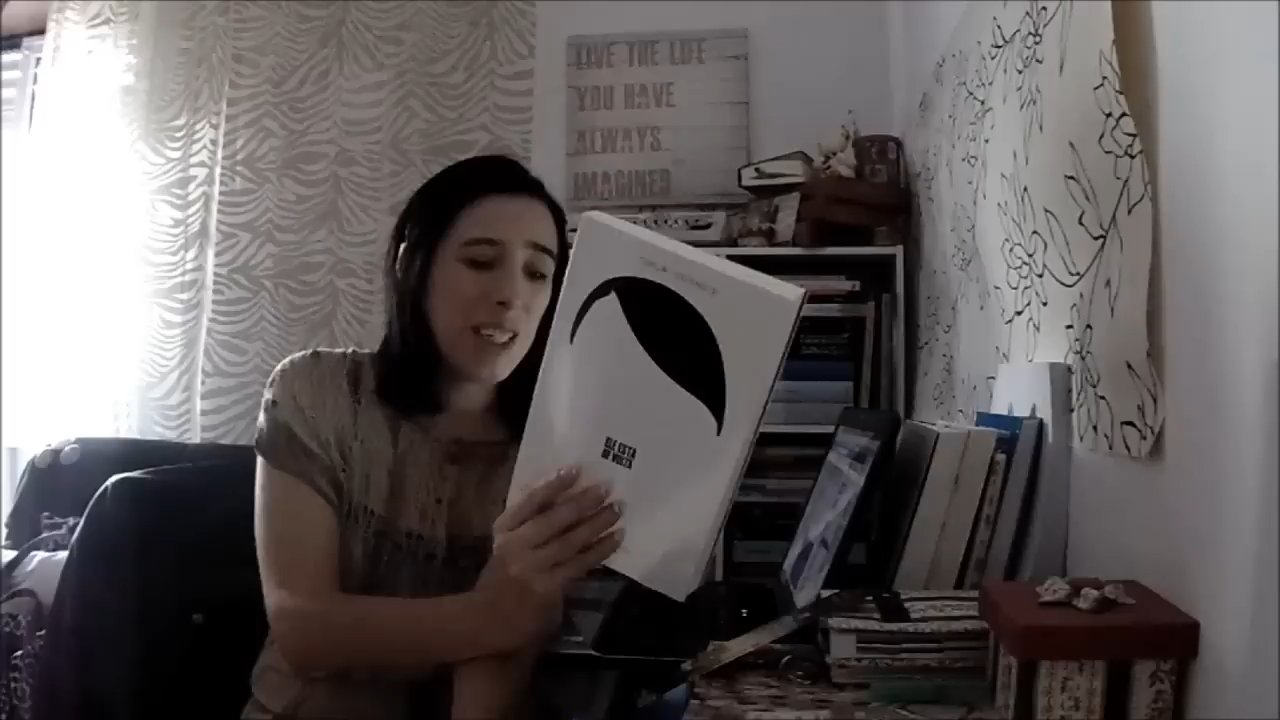 LIVE THE LIFE
YOU HAVE
ALWAYS
IMAGINED
ELE ESTÁ
DE VOLTA